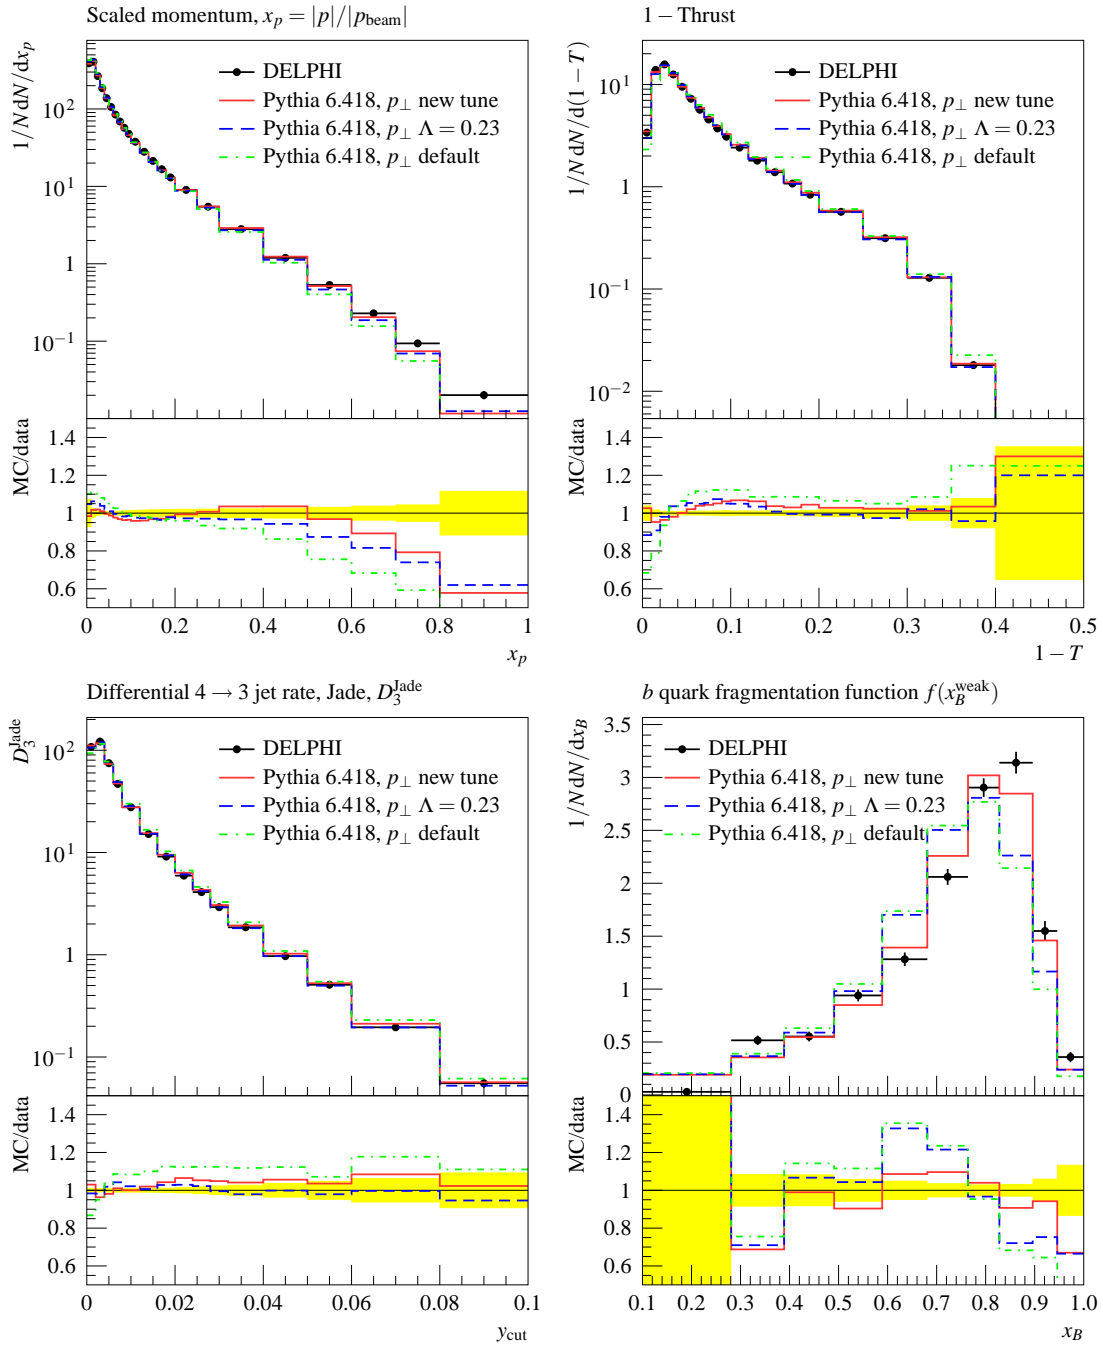 Scaled momentum, x_p = |p|/|p_beam|
1/N dN/dx_p
10^2
10^1
1
10^−1
DELPHI
Pythia 6.418, p_⊥ new tune
Pythia 6.418, p_⊥ Λ = 0.23
Pythia 6.418, p_⊥ default
MC/data
1.4
1.2
1
0.8
0.6
0 0.2 0.4 0.6 0.8 1
x_p
1 − Thrust
1/N dN/d(1 − T)
10^1
1
10^−1
10^−2
DELPHI
Pythia 6.418, p_⊥ new tune
Pythia 6.418, p_⊥ Λ = 0.23
Pythia 6.418, p_⊥ default
MC/data
1.4
1.2
1
0.8
0.6
0 0.1 0.2 0.3 0.4 0.5
1 − T
Differential 4 → 3 jet rate, Jade, D_3^Jade
D_3^Jade
10^2
10^1
1
10^−1
DELPHI
Pythia 6.418, p_⊥ new tune
Pythia 6.418, p_⊥ Λ = 0.23
Pythia 6.418, p_⊥ default
MC/data
1.4
1.2
1
0.8
0.6
0 0.02 0.04 0.06 0.08 0.1
y_cut
b quark fragmentation function f(x_B^weak)
1/N dN/dx_B
3.5
3
2.5
2
1.5
1
0.5
0
DELPHI
Pythia 6.418, p_⊥ new tune
Pythia 6.418, p_⊥ Λ = 0.23
Pythia 6.418, p_⊥ default
MC/data
1.4
1.2
1
0.8
0.6
0.1 0.2 0.3 0.4 0.5 0.6 0.7 0.8 0.9 1.0
x_B